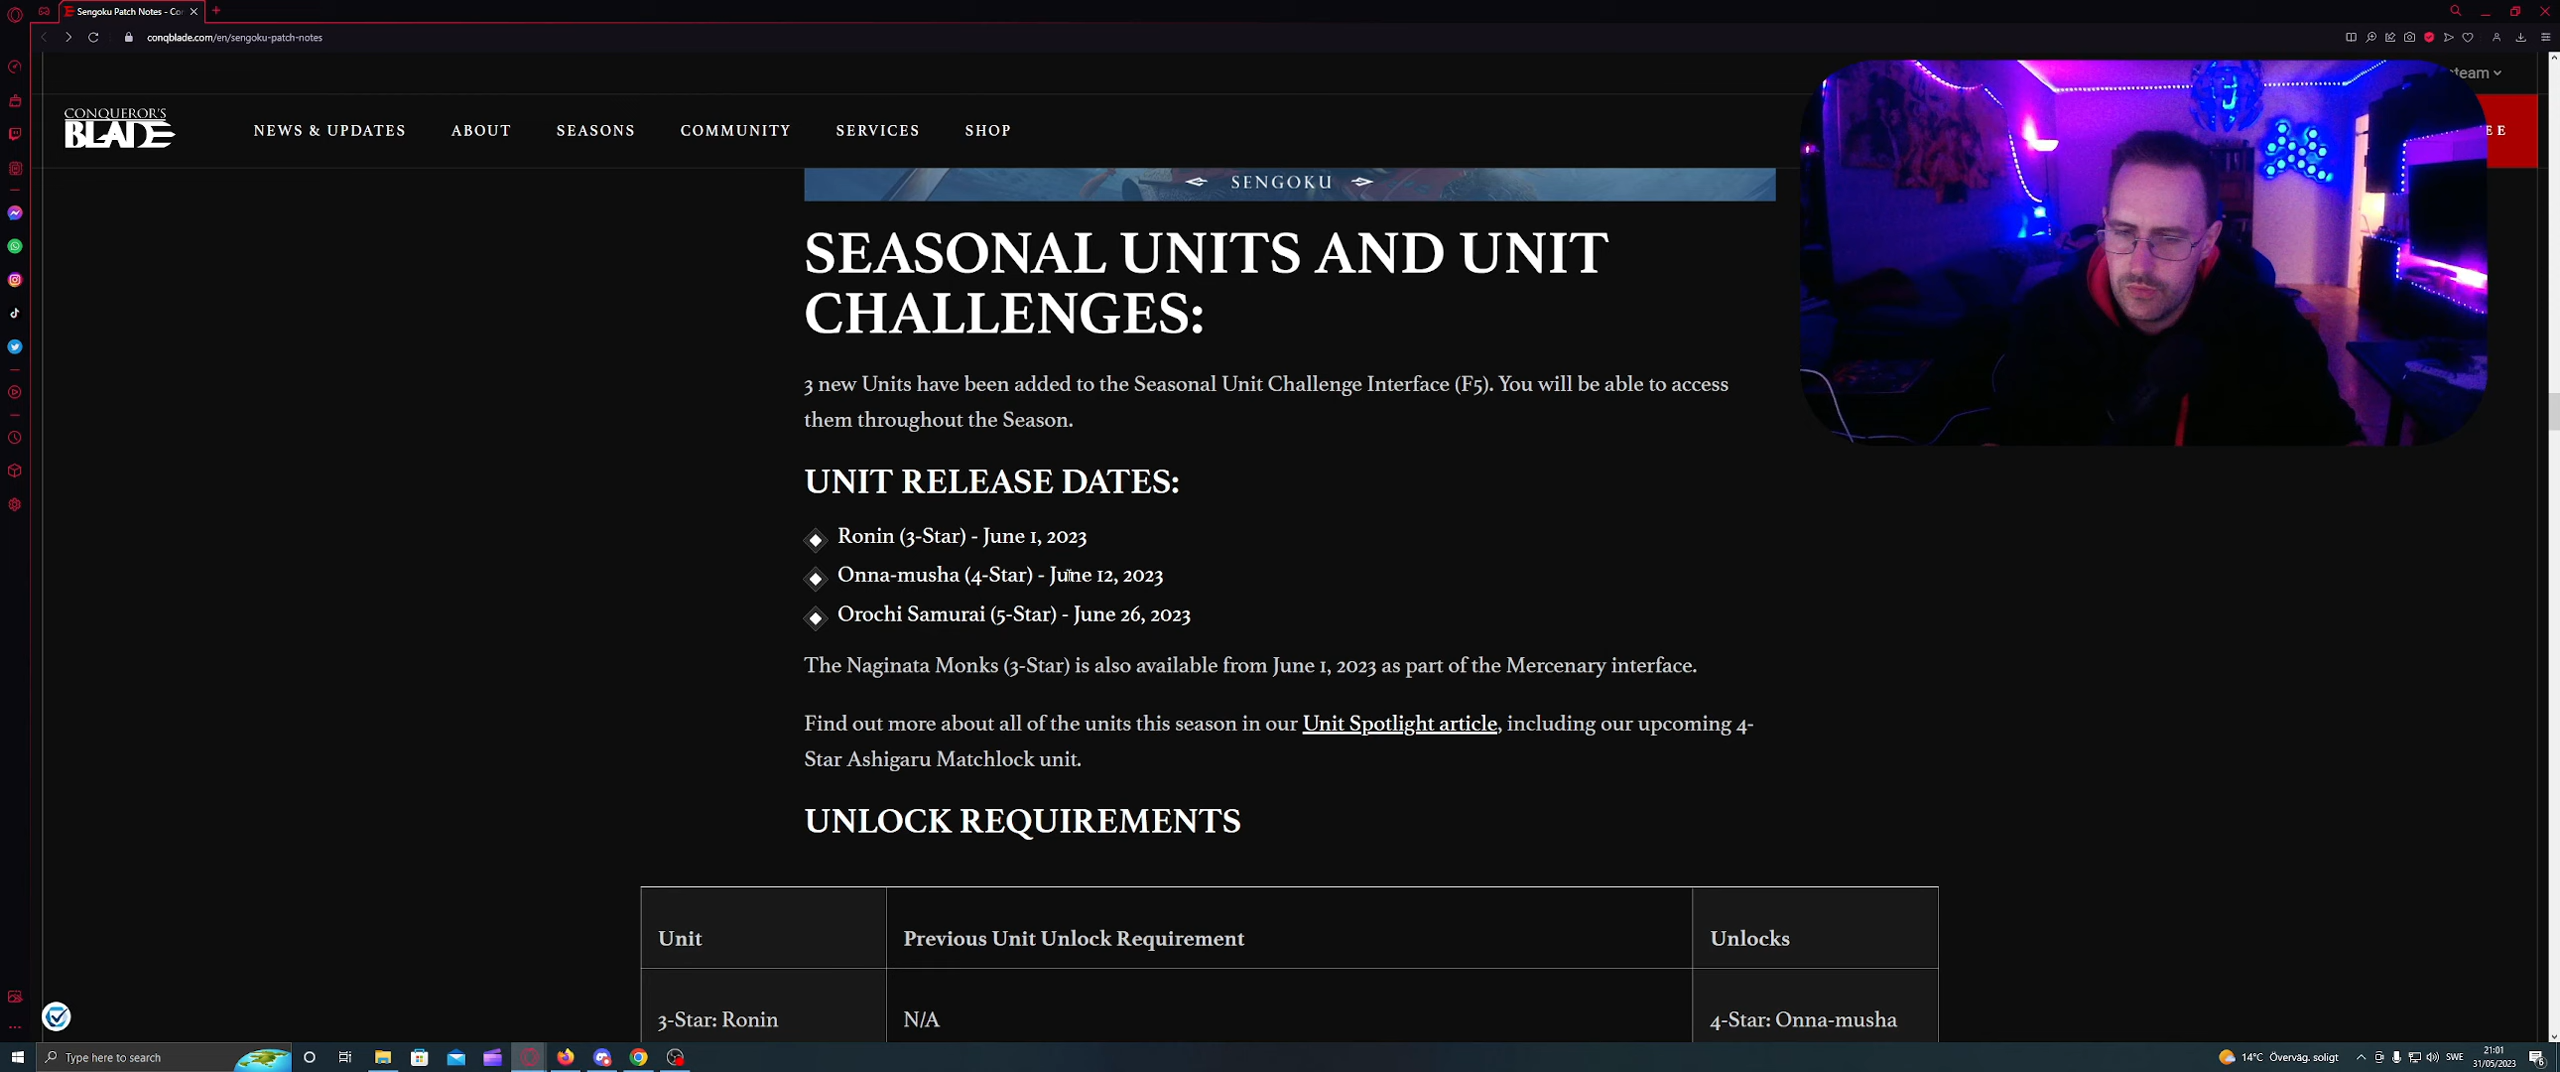 Sengoku Patch Notes - Co
conqblade.com/en/sengoku-patch-notes
team
CONQUEROR'S
BLADE
NEWS & UPDATES
ABOUT
SEASONS
COMMUNITY
SERVICES
SHOP
EE
SENGOKU
SEASONAL UNITS AND UNIT
CHALLENGES:
3 new Units have been added to the Seasonal Unit Challenge Interface (F5). You will be able to access
them throughout the Season.
UNIT RELEASE DATES:
Ronin (3-Star) - June 1, 2023
Onna-musha (4-Star) - June 12, 2023
Orochi Samurai (5-Star) - June 26, 2023
The Naginata Monks (3-Star) is also available from June 1, 2023 as part of the Mercenary interface.
Find out more about all of the units this season in our Unit Spotlight article, including our upcoming 4-
Star Ashigaru Matchlock unit.
UNLOCK REQUIREMENTS
Unit
Previous Unit Unlock Requirement
Unlocks
3-Star: Ronin
N/A
4-Star: Onna-musha
Type here to search
14°C Överväg. soligt
SWE
21:01
31/05/2023
6